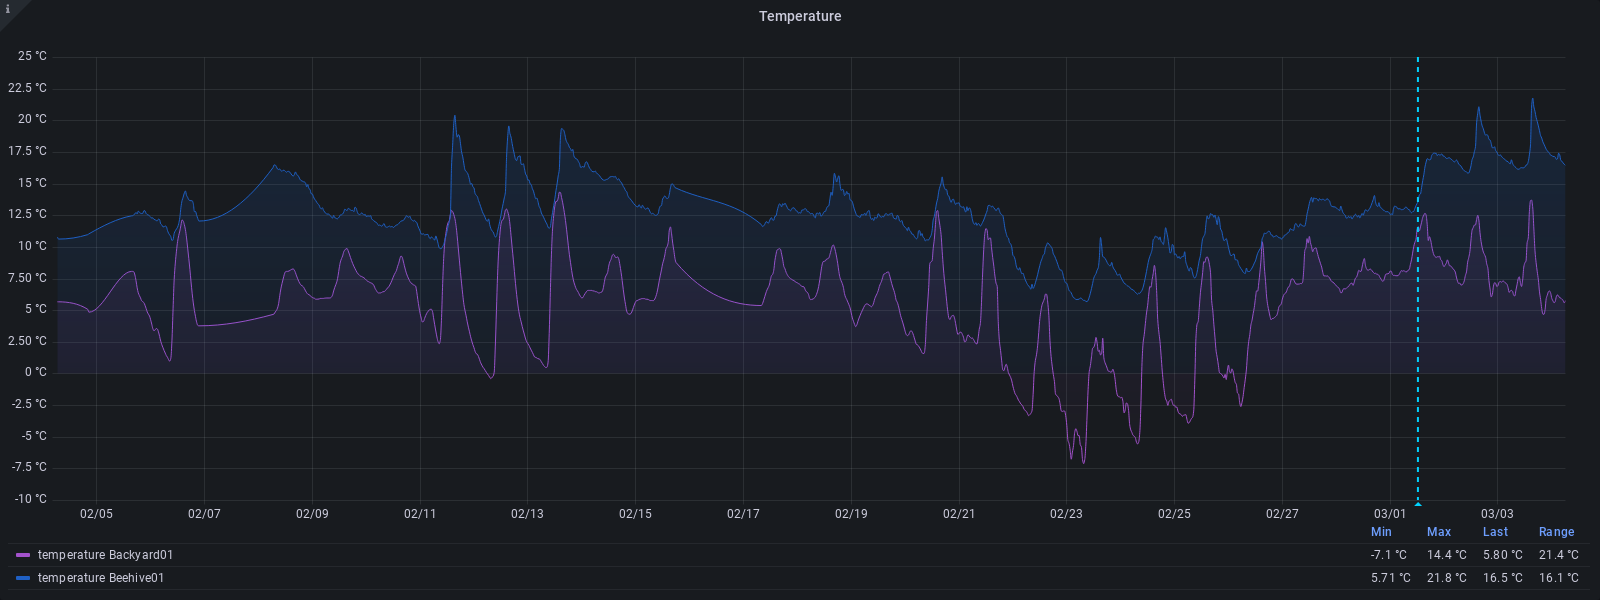 i
Temperature
25 °C
22.5 °C
20 °C
17.5 °C
15 °C
12.5 °C
10 °C
7.50 °C
5 °C
2.50 °C
0 °C
-2.5 °C
-5 °C
-7.5 °C
-10 °C
02/05 02/07 02/09 02/11 02/13 02/15 02/17 02/19 02/21 02/23 02/25 02/27 03/01 03/03
Min Max Last Range
temperature Backyard01 -7.1 °C 14.4 °C 5.80 °C 21.4 °C
temperature Beehive01 5.71 °C 21.8 °C 16.5 °C 16.1 °C